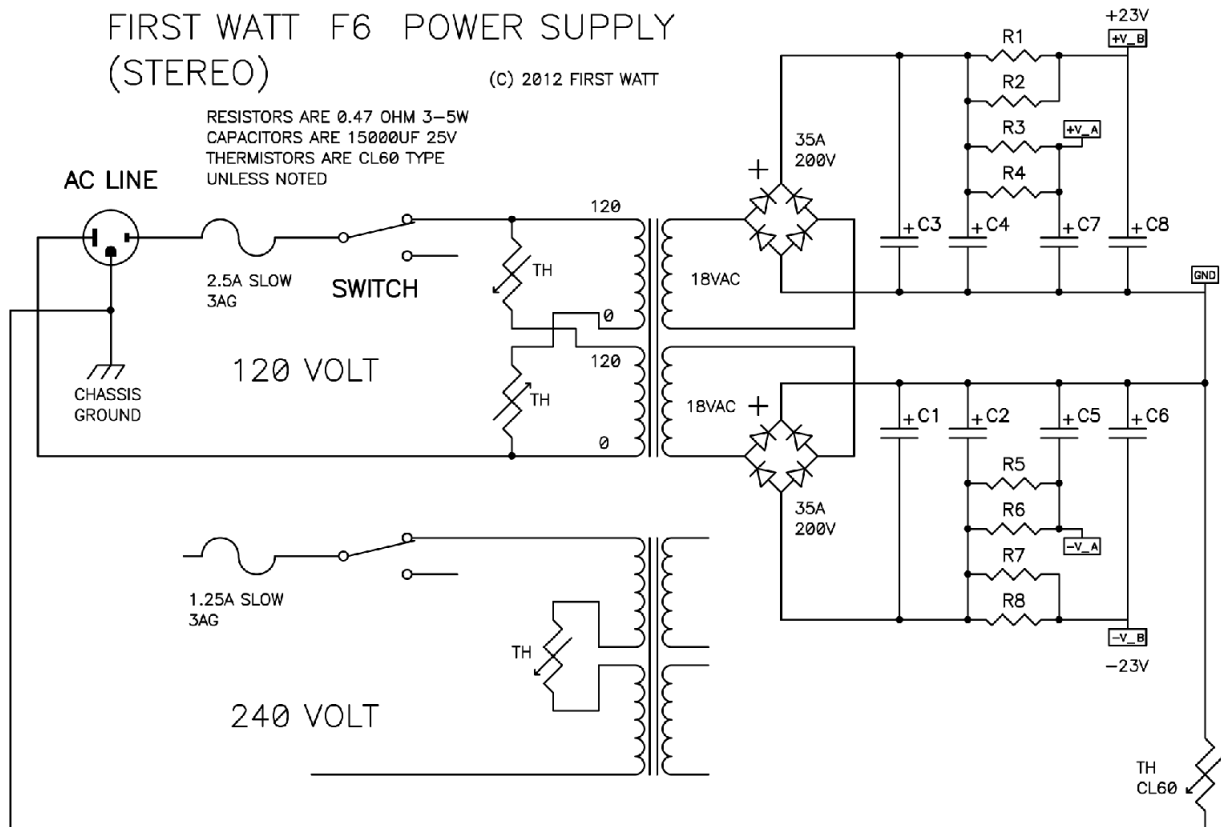 FIRST WATT F6 POWER SUPPLY
(STEREO)
(C) 2012 FIRST WATT
RESISTORS ARE 0.47 OHM 3-5W
CAPACITORS ARE 15000UF 25V
THERMISTORS ARE CL60 TYPE
UNLESS NOTED
AC LINE
2.5A SLOW
3AG
SWITCH
CHASSIS
GROUND
120 VOLT
TH
TH
120
0
120
0
18VAC
18VAC
+
35A
200V
+
35A
200V
R1
R2
R3
R4
+23V
+V_B
+V_A
+C3
+C4
+C7
+C8
GND
+C1
+C2
+C5
+C6
R5
R6
R7
R8
-V_A
-V_B
-23V
1.25A SLOW
3AG
TH
240 VOLT
TH
CL60